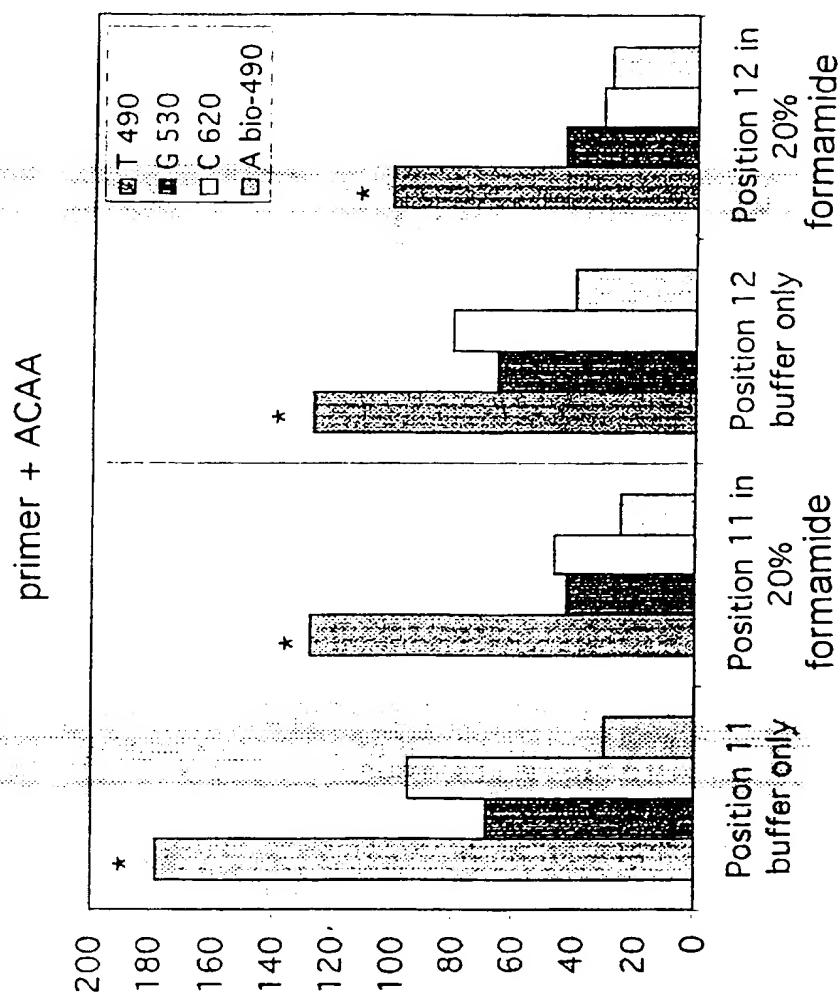 primer + ACAA
T 490
G 530
C 620
A bio-490
200
180
160
140
120
100
80
60
40
20
0
*
*
*
*
Position 11
buffer only
Position 11 in
20%
formamide
Position 12
buffer only
Position 12 in
20%
formamide